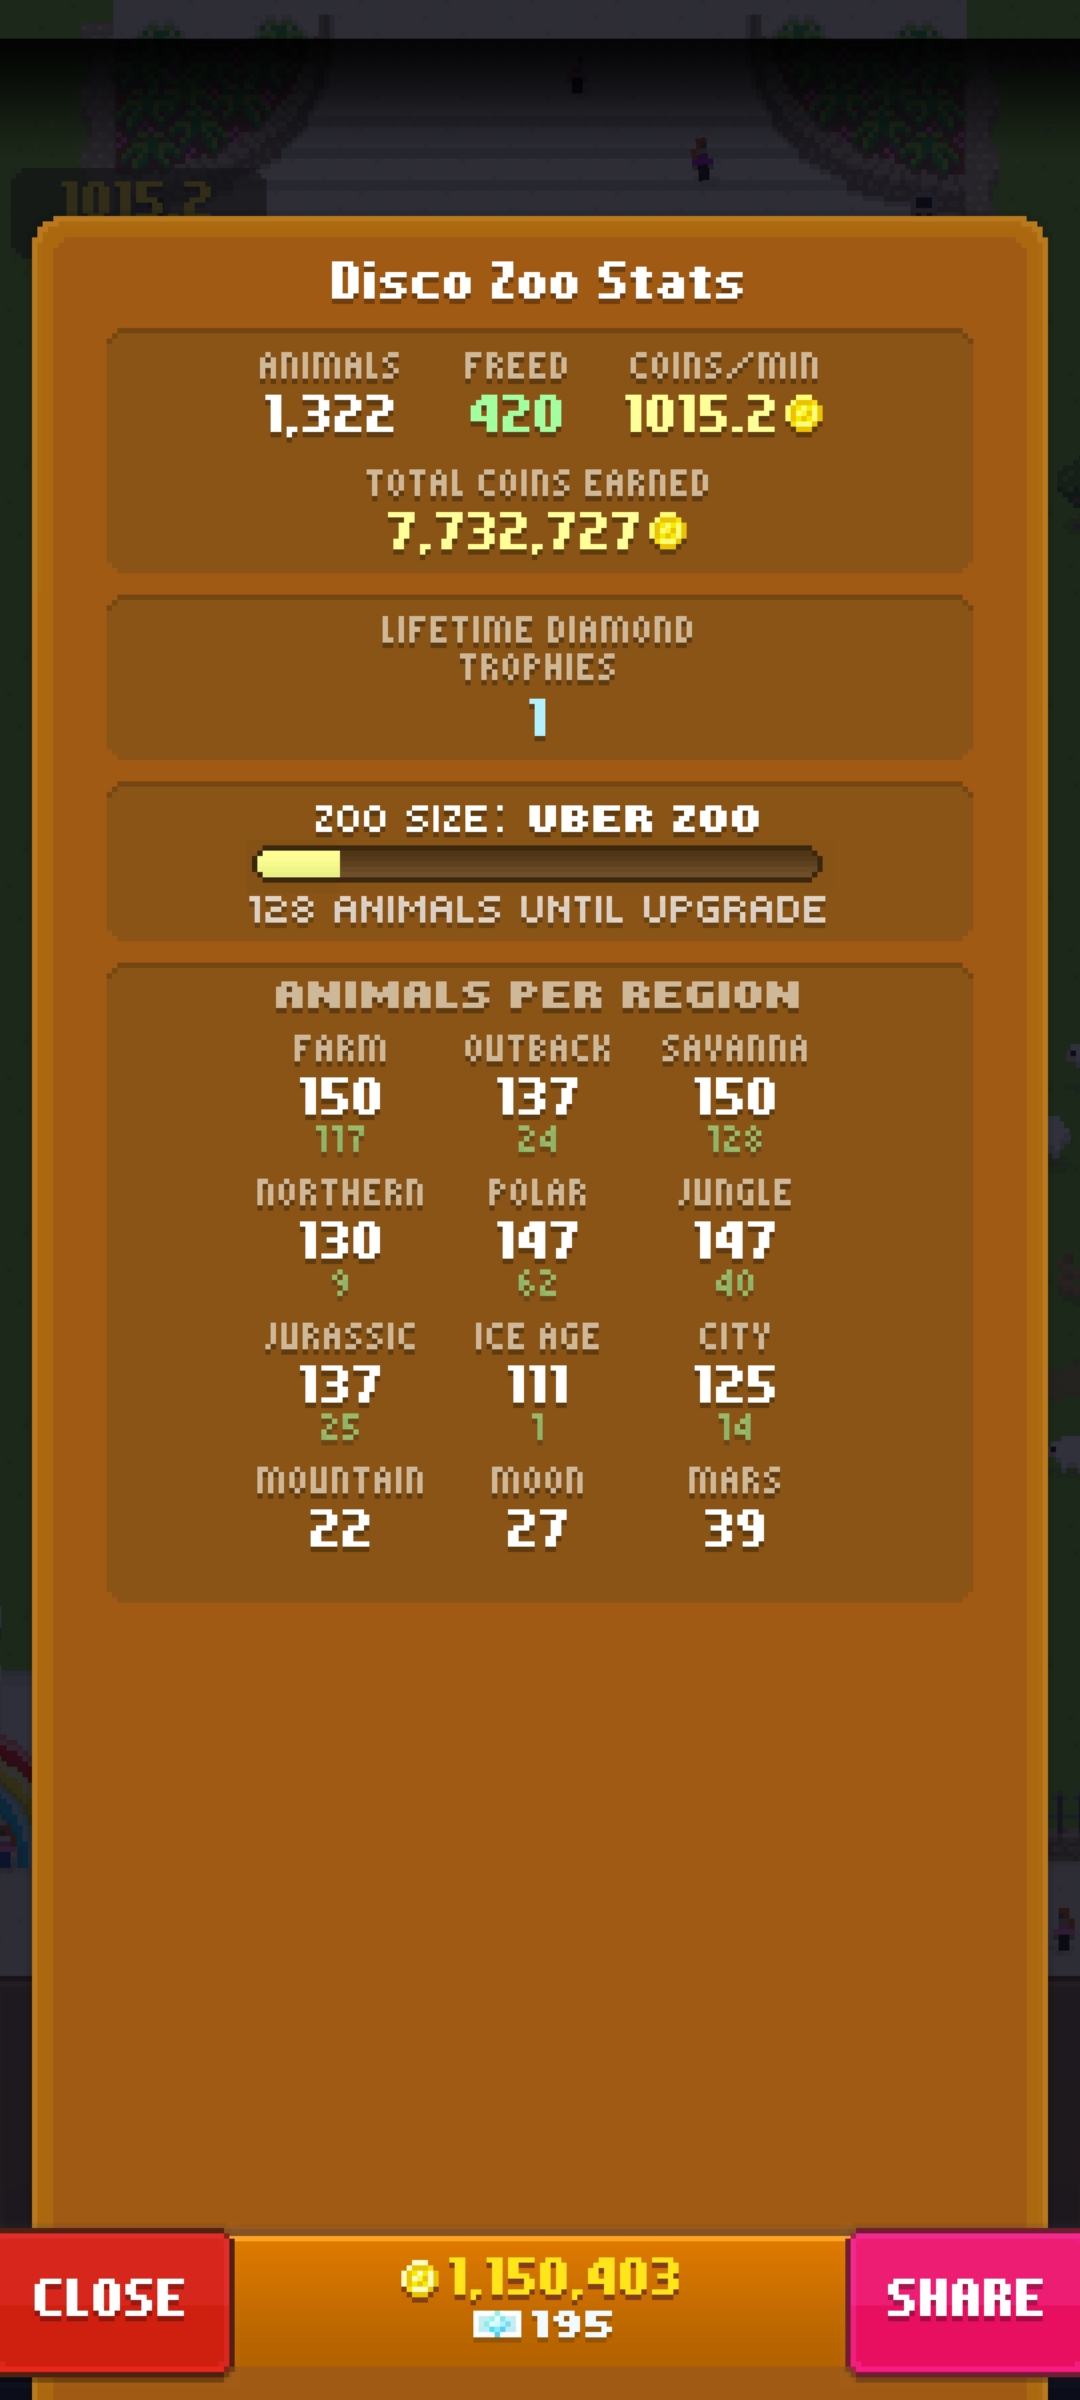 1015.2
Disco Zoo Stats
ANIMALS FREED COINS/MIN
1,322 420 1015.2
TOTAL COINS EARNED
7,732,727
LIFETIME DIAMOND
TROPHIES
1
ZOO SIZE: UBER ZOO
128 ANIMALS UNTIL UPGRADE
ANIMALS PER REGION
FARM OUTBACK SAVANNA
150 137 150
117 24 128
NORTHERN POLAR JUNGLE
130 147 147
9 62 40
JURASSIC ICE AGE CITY
137 111 125
25 1 14
MOUNTAIN MOON MARS
22 27 39
CLOSE 1,150,403 SHARE
195